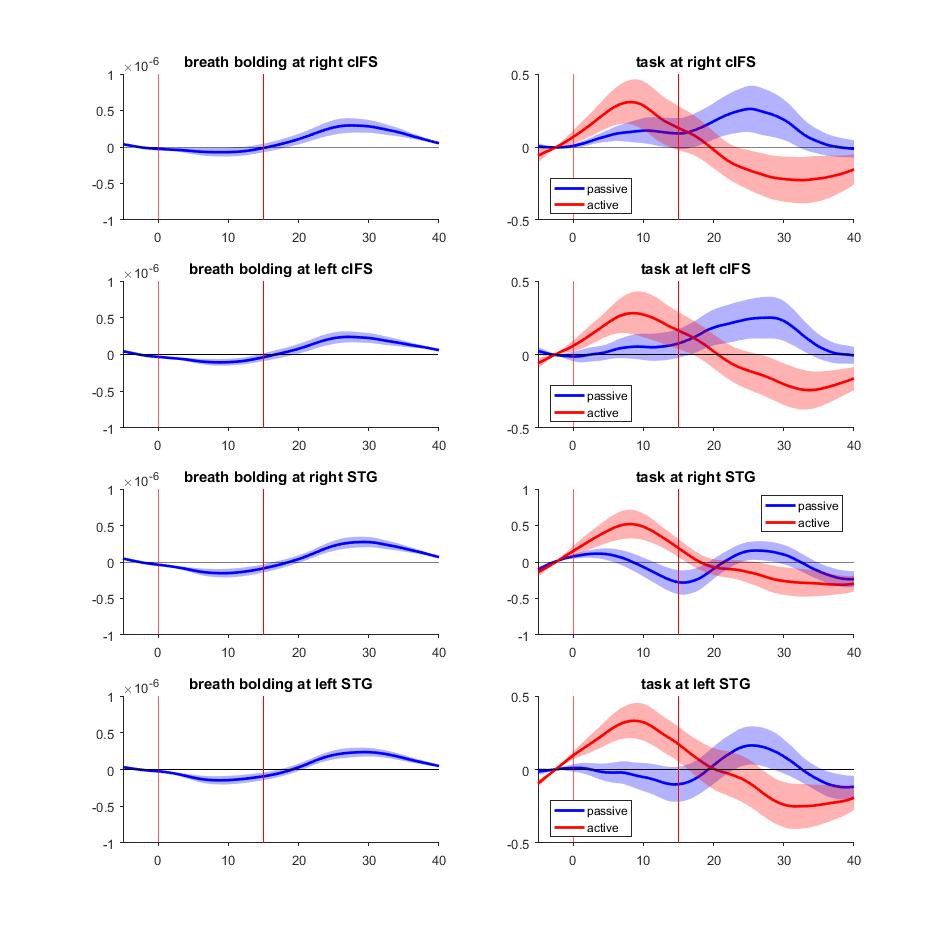 breath bolding at right cIFS
×10-6
1
0.5
0
-0.5
-1
0 10 20 30 40
task at right cIFS
0.5
0
-0.5
passive
active
0 10 20 30 40
breath bolding at left cIFS
×10-6
1
0.5
0
-0.5
-1
0 10 20 30 40
task at left cIFS
0.5
0
-0.5
passive
active
0 10 20 30 40
breath bolding at right STG
×10-6
1
0.5
0
-0.5
-1
0 10 20 30 40
task at right STG
1
0.5
0
-0.5
-1
passive
active
0 10 20 30 40
breath bolding at left STG
×10-6
1
0.5
0
-0.5
-1
0 10 20 30 40
task at left STG
0.5
0
-0.5
passive
active
0 10 20 30 40